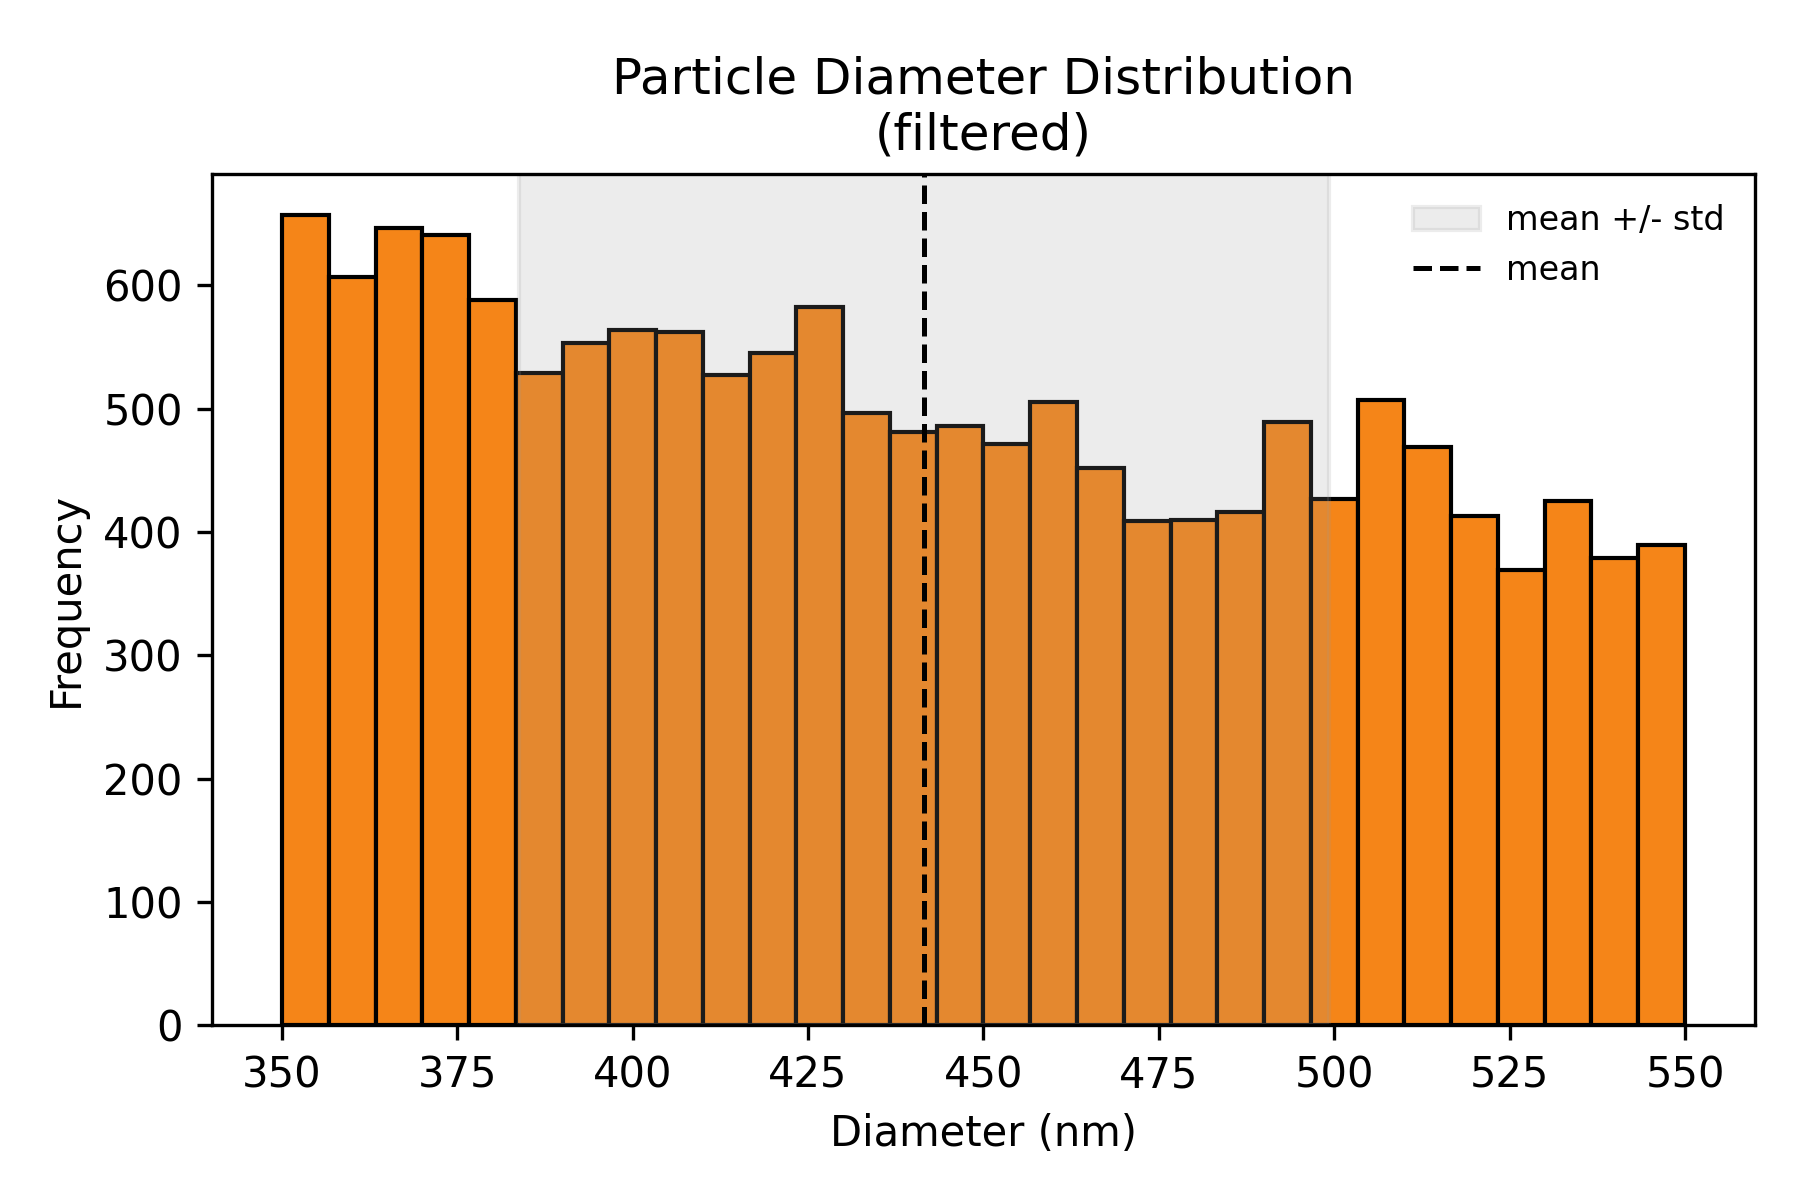 Particle Diameter Distribution
(filtered)
mean +/- std
mean
Frequency
600
500
400
300
200
100
0
350 375 400 425 450 475 500 525 550
Diameter (nm)